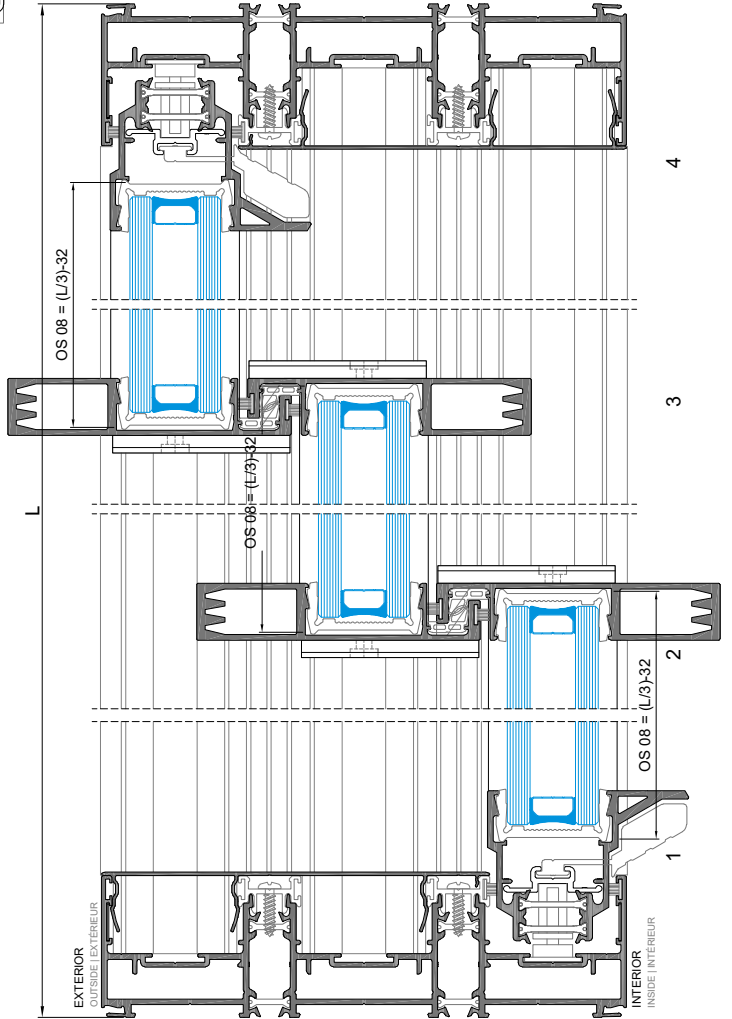 4
OS 08 = (L/3)-32
3
L
OS 08 = (L/3)-32
2
OS 08 = (L/3)-32
1
EXTERIOR
OUTSIDE | EXTÉRIEUR
INTERIOR
INSIDE | INTÉRIEUR